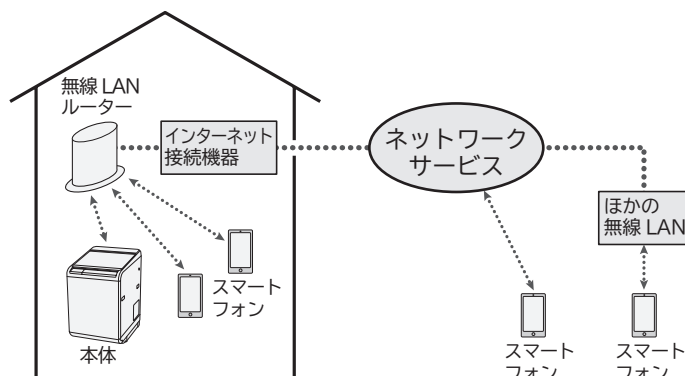 無線 LAN
ルーター
インターネット
接続機器
ネットワーク
サービス
ほかの
無線 LAN
スマート
フォン
本体
スマート
フォン
スマート
フォン